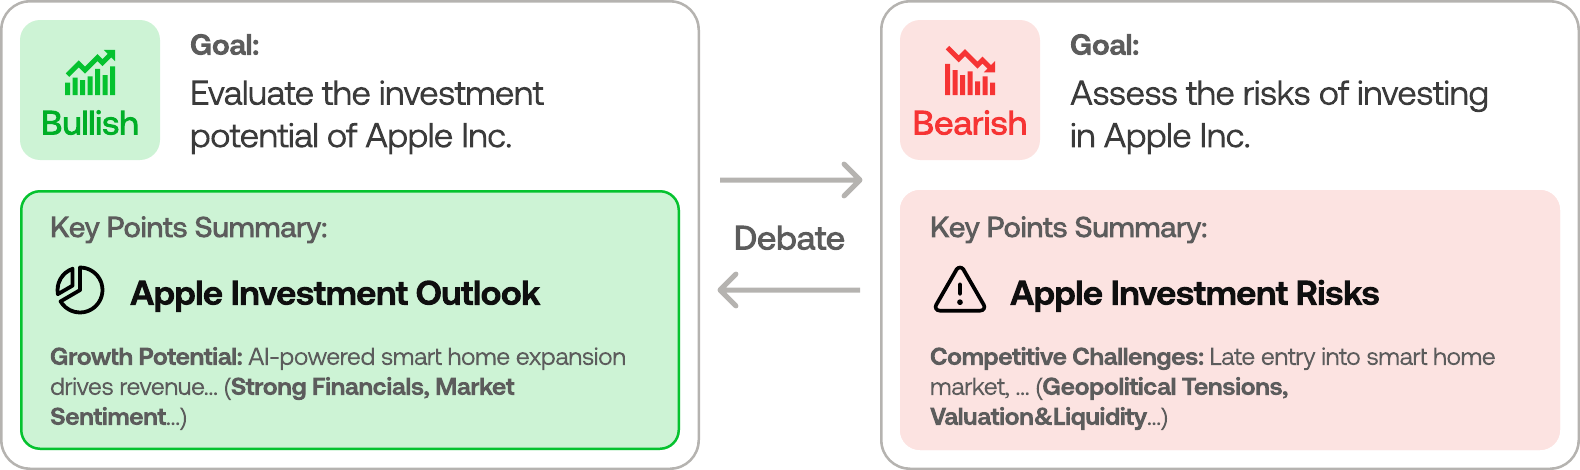 Bullish
Goal:
Evaluate the investment
potential of Apple Inc.
Key Points Summary:
Apple Investment Outlook
Growth Potential: AI-powered smart home expansion
drives revenue... (Strong Financials, Market
Sentiment...)
Debate
Bearish
Goal:
Assess the risks of investing
in Apple Inc.
Key Points Summary:
Apple Investment Risks
Competitive Challenges: Late entry into smart home
market, ... (Geopolitical Tensions,
Valuation&Liquidity...)